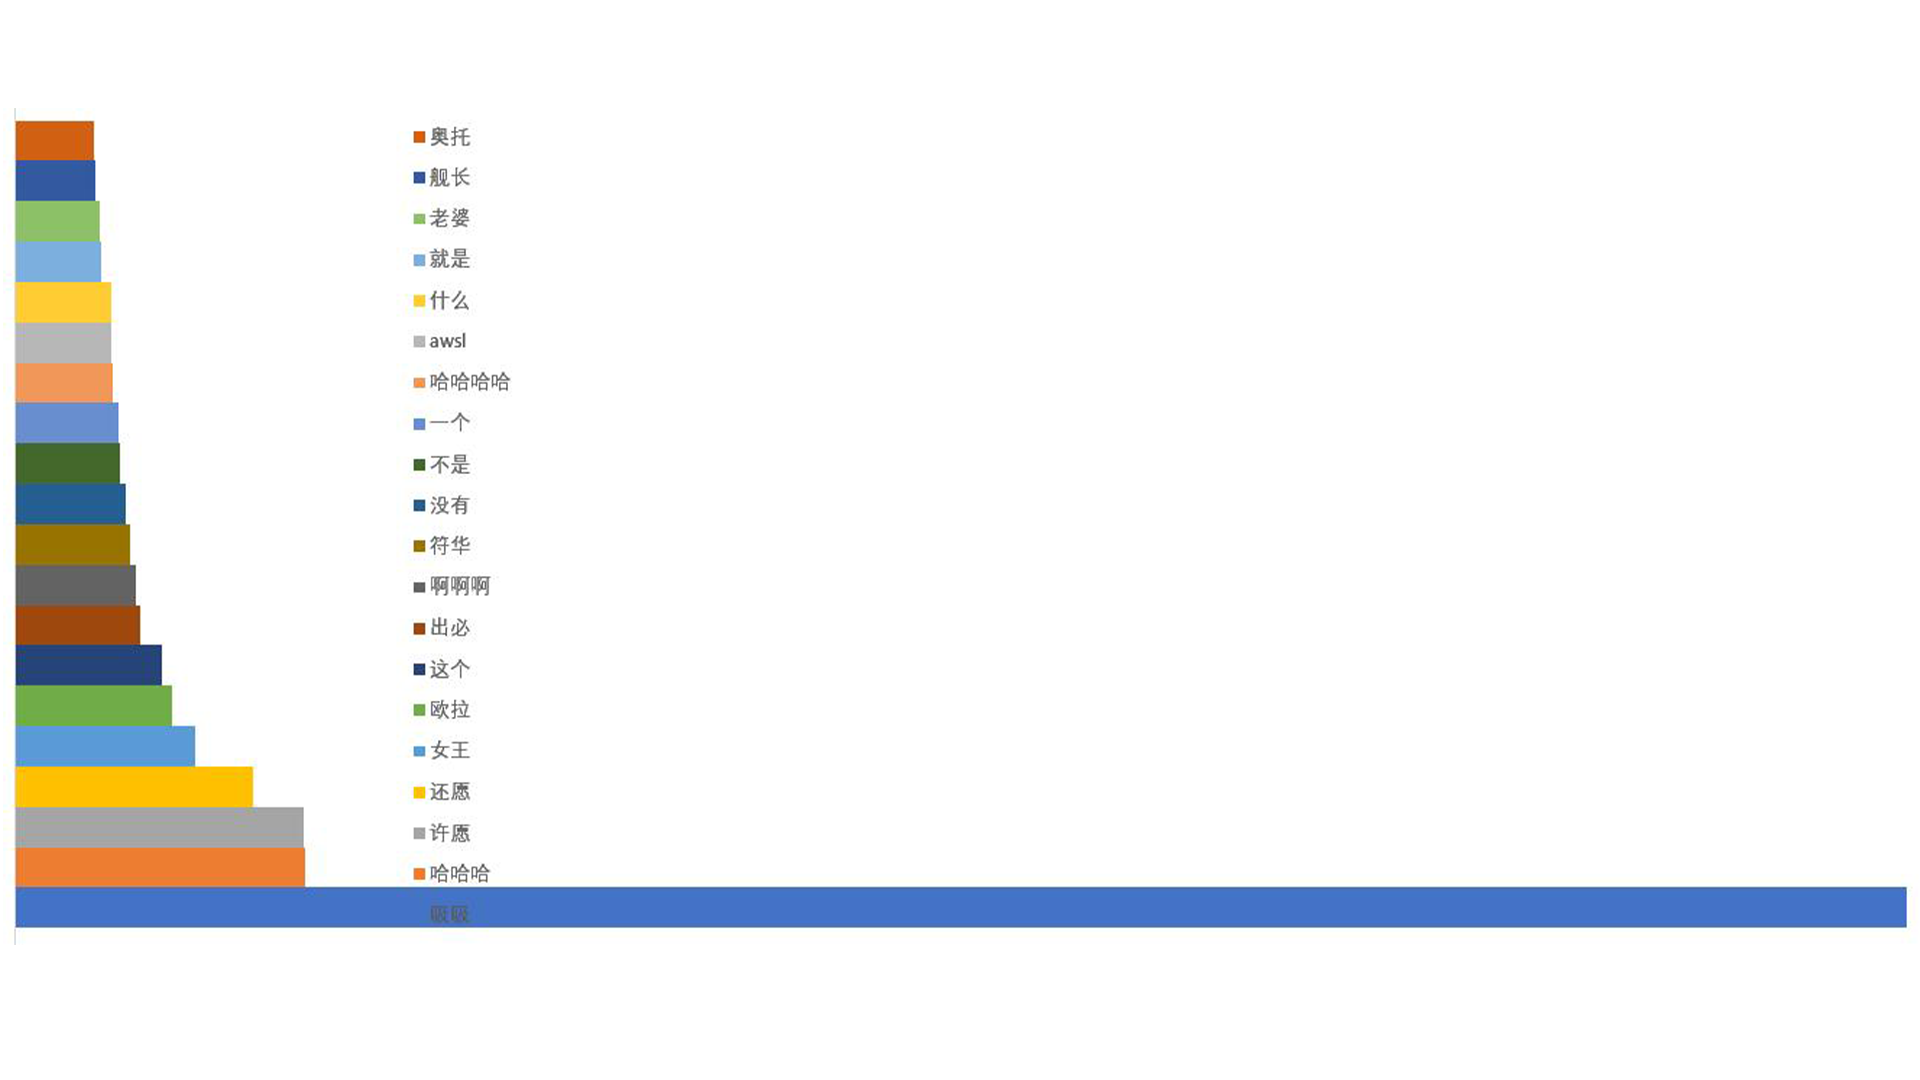 奥托
舰长
老婆
就是
什么
awsl
哈哈哈哈
一个
不是
没有
符华
啊啊啊
出必
这个
欧拉
女王
还愿
许愿
哈哈哈
吸吸